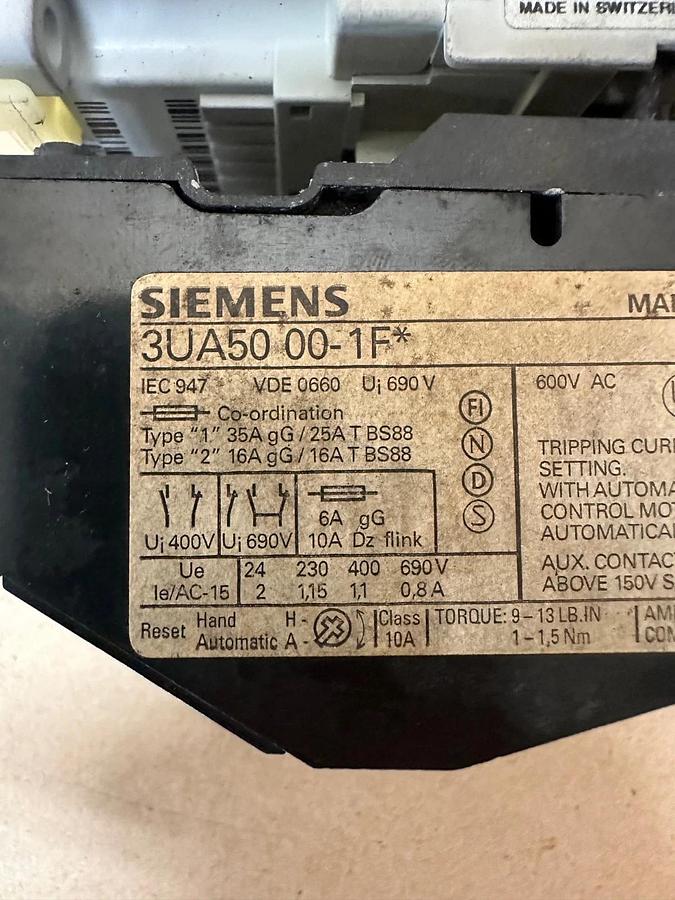 MADE IN SWITZERL
SIEMENS
MA
3UA50 00-1F*
IEC 947 VDE 0660 Ui 690 V
Co-ordination
Type "1" 35A gG / 25A T BS88
Type "2" 16A gG / 16A T BS88
FI
N
D
S
Ui 400V
Ui 690V
6A gG
10A Dz flink
Ue 24 230 400 690V
Ie/AC-15 2 1,15 1,1 0,8 A
600V AC
TRIPPING CUR
SETTING.
WITH AUTOMA
CONTROL MOT
AUTOMATICAL
AUX. CONTAC
ABOVE 150V S
Reset Hand H -
Automatic A -
Class
10A
TORQUE: 9 – 13 LB.IN
1 – 1,5 Nm
AM
COM